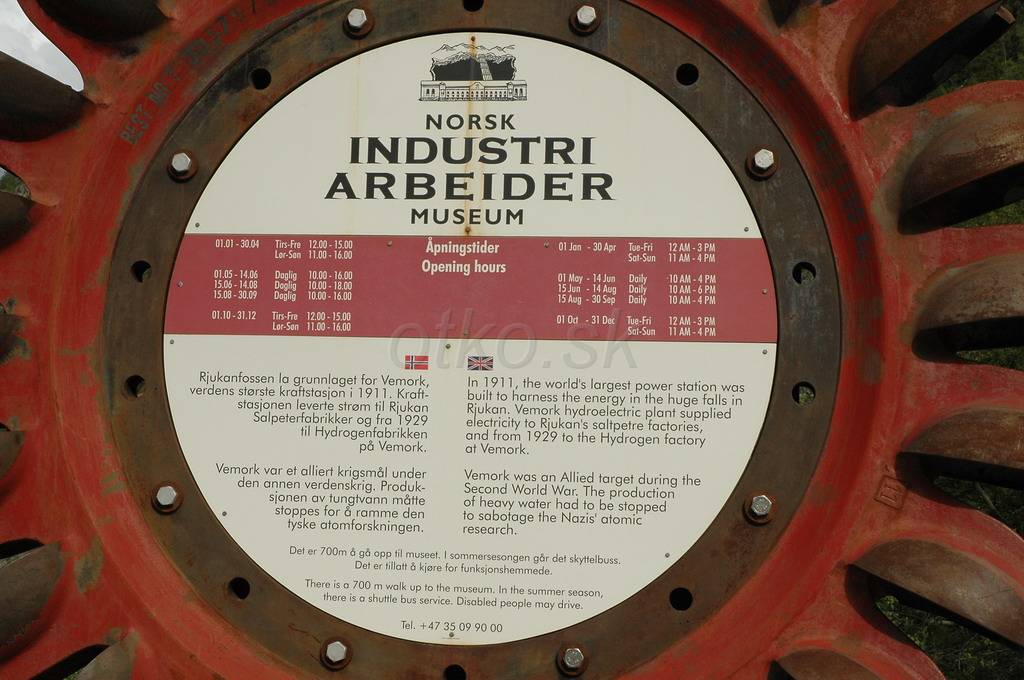 NORSK
INDUSTRI
ARBEIDER
MUSEUM
Åpningstider
Opening hours
01.01 - 30.04 Tirs-Fre 12.00 - 15.00
Lør-Søn 11.00 - 16.00
01.05 - 14.06 Daglig 10.00 - 16.00
15.06 - 14.08 Daglig 10.00 - 18.00
15.08 - 30.09 Daglig 10.00 - 16.00
01.10 - 31.12 Tirs-Fre 12.00 - 15.00
Lør-Søn 11.00 - 16.00
01 Jan - 30 Apr Tue-Fri 12 AM - 3 PM
Sat-Sun 11 AM - 4 PM
01 May - 14 Jun Daily 10 AM - 4 PM
15 Jun - 14 Aug Daily 10 AM - 6 PM
15 Aug - 30 Sep Daily 10 AM - 4 PM
01 Oct - 31 Dec Tue-Fri 12 AM - 3 PM
Sat-Sun 11 AM - 4 PM
otko.sk
Rjukanfossen la grunnlaget for Vemork,
verdens største kraftstasjon i 1911. Kraft-
stasjonen leverte strøm til Rjukan
Salpeterfabrikker og fra 1929
til Hydrogenfabrikken
på Vemork.
Vemork var et alliert krigsmål under
den annen verdenskrig. Produk-
sjonen av tungtvann måtte
stoppes for å ramme den
tyske atomforskningen.
In 1911, the world's largest power station was
built to harness the energy in the huge falls in
Rjukan. Vemork hydroelectric plant supplied
electricity to Rjukan's saltpetre factories,
and from 1929 to the Hydrogen factory
at Vemork.
Vemork was an Allied target during the
Second World War. The production
of heavy water had to be stopped
to sabotage the Nazis' atomic
research.
Det er 700m å gå opp til museet. I sommersesongen går det skyttelbuss.
Det er tillatt å kjøre for funksjonshemmede.
There is a 700 m walk up to the museum. In the summer season,
there is a shuttle bus service. Disabled people may drive.
Tel. +47 35 09 90 00